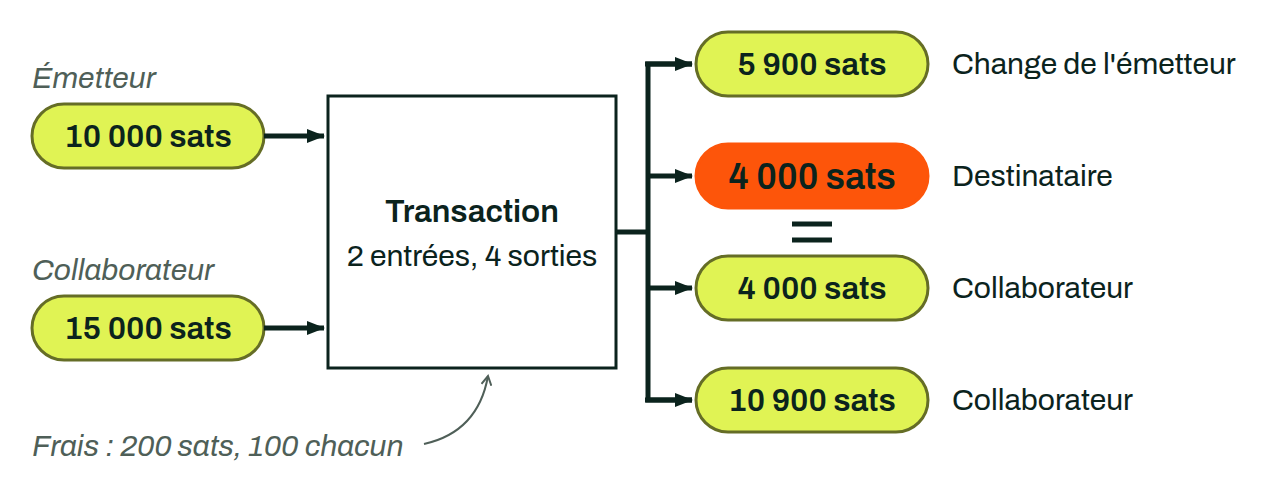 Émetteur
10 000 sats
Collaborateur
15 000 sats
Frais : 200 sats, 100 chacun
Transaction
2 entrées, 4 sorties
5 900 sats
Change de l'émetteur
4 000 sats
Destinataire
=
4 000 sats
Collaborateur
10 900 sats
Collaborateur